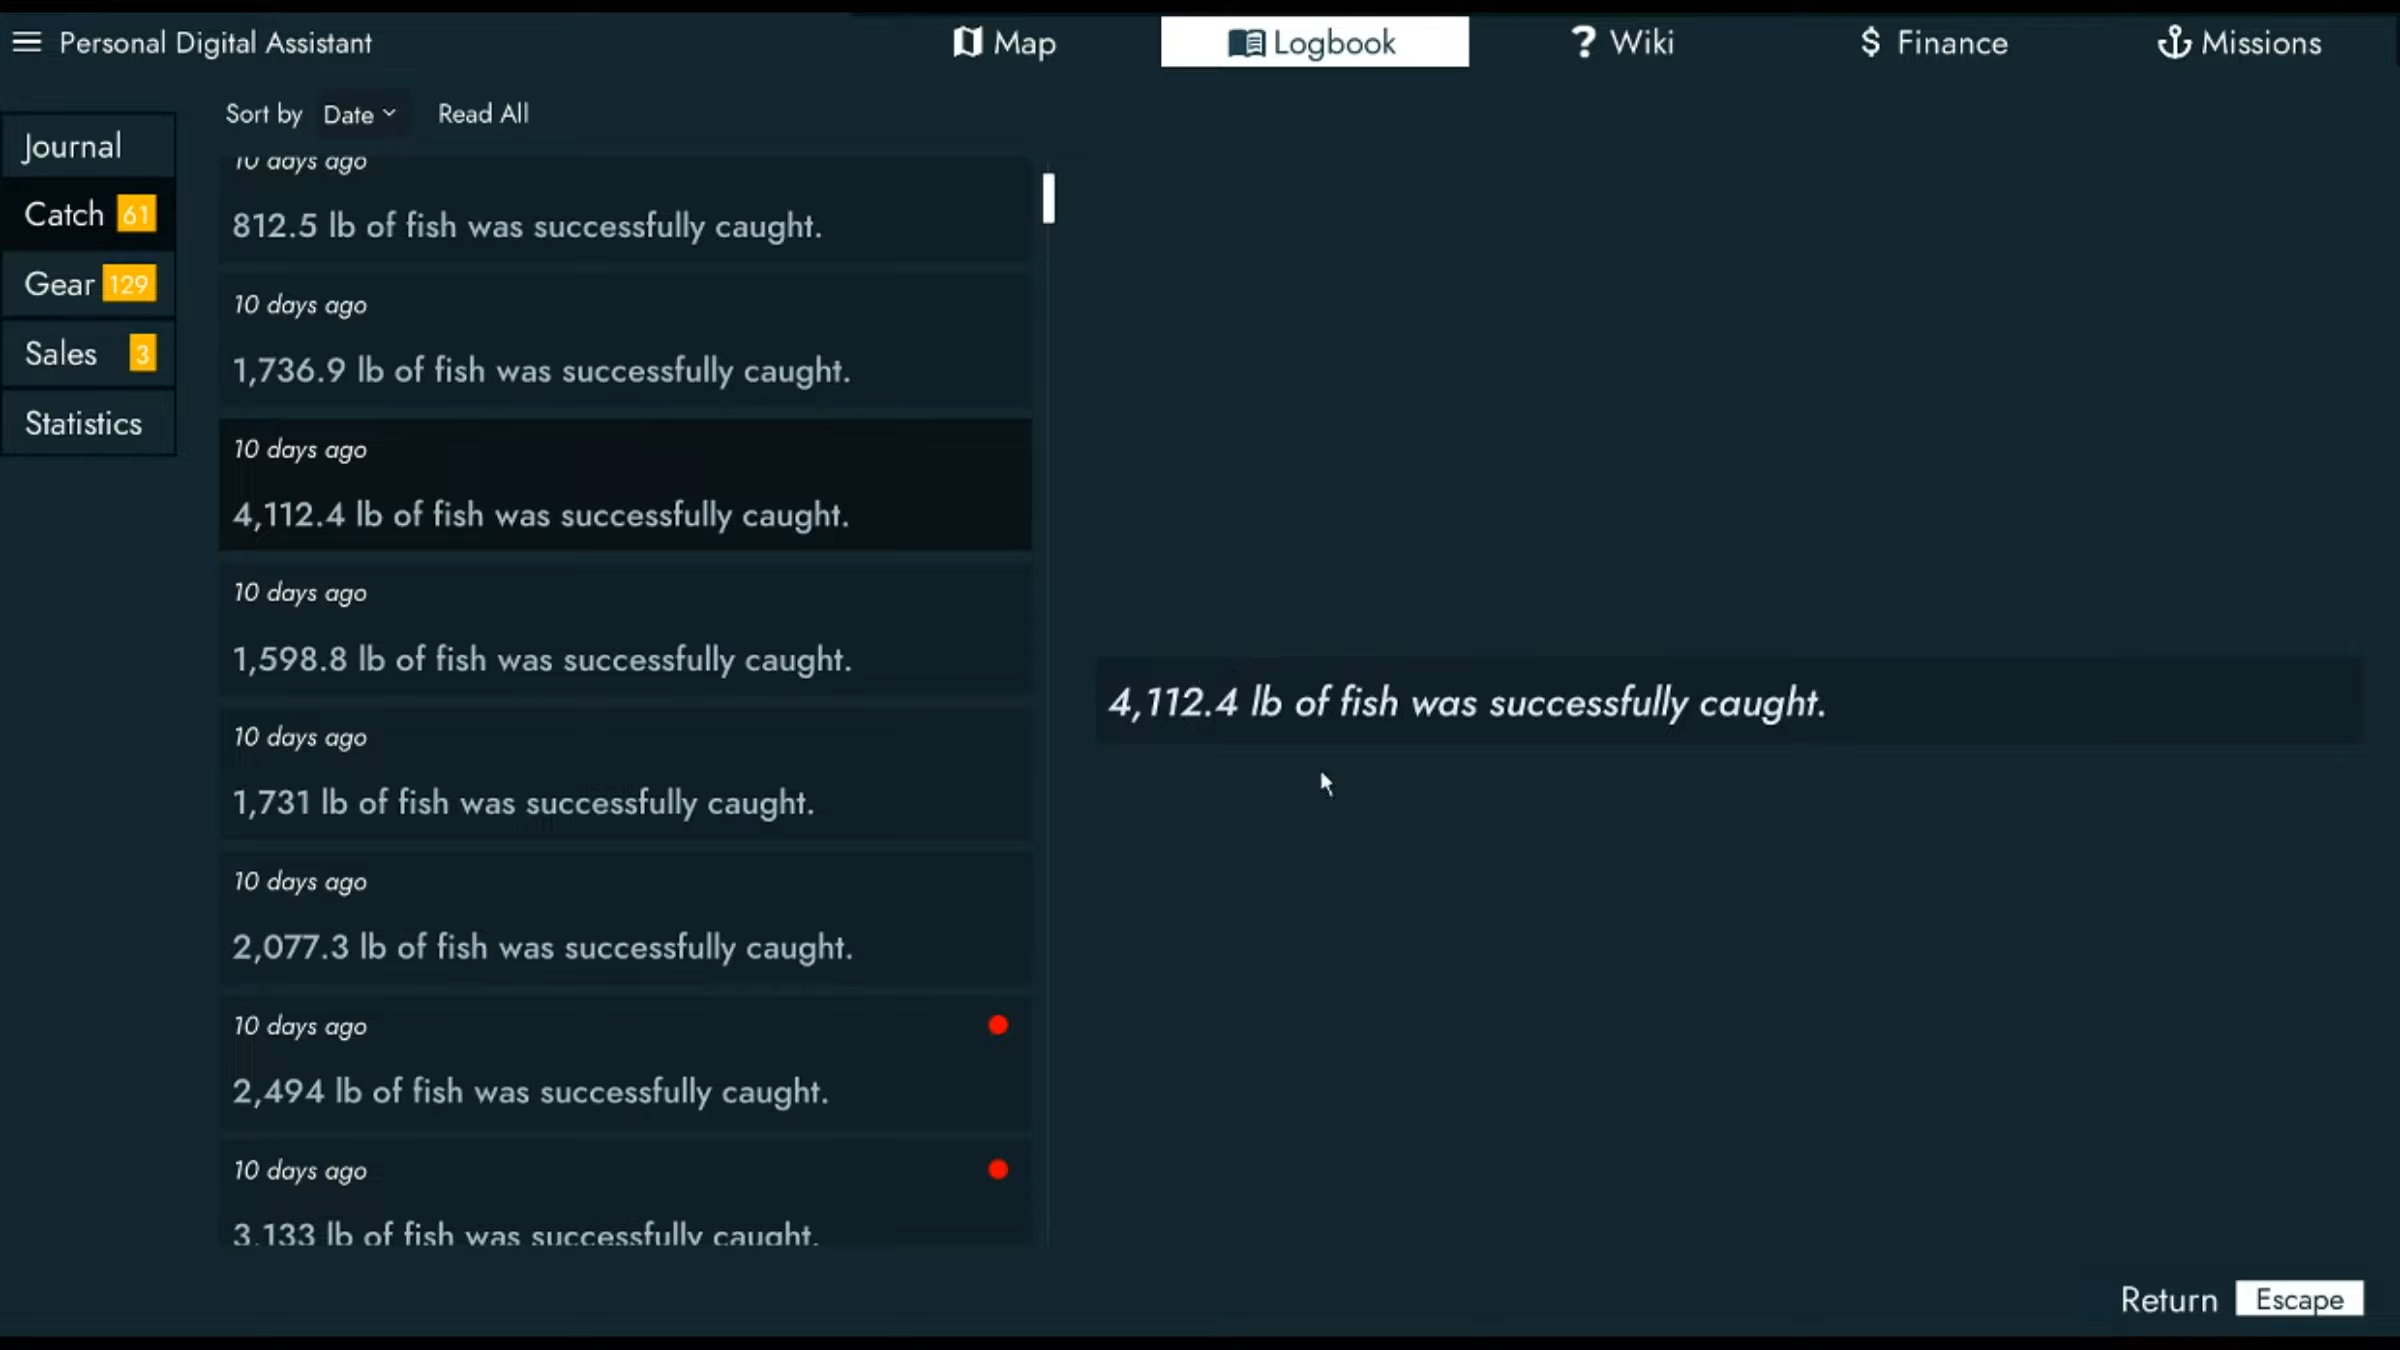 Personal Digital Assistant
Map
Logbook
? Wiki
$ Finance
Missions
Sort by Date Read All
Journal
Catch 61
Gear 129
Sales 3
Statistics
10 days ago
812.5 lb of fish was successfully caught.
10 days ago
1,736.9 lb of fish was successfully caught.
10 days ago
4,112.4 lb of fish was successfully caught.
10 days ago
1,598.8 lb of fish was successfully caught.
10 days ago
1,731 lb of fish was successfully caught.
10 days ago
2,077.3 lb of fish was successfully caught.
10 days ago
2,494 lb of fish was successfully caught.
10 days ago
3,133 lb of fish was successfully caught.
4,112.4 lb of fish was successfully caught.
Return Escape